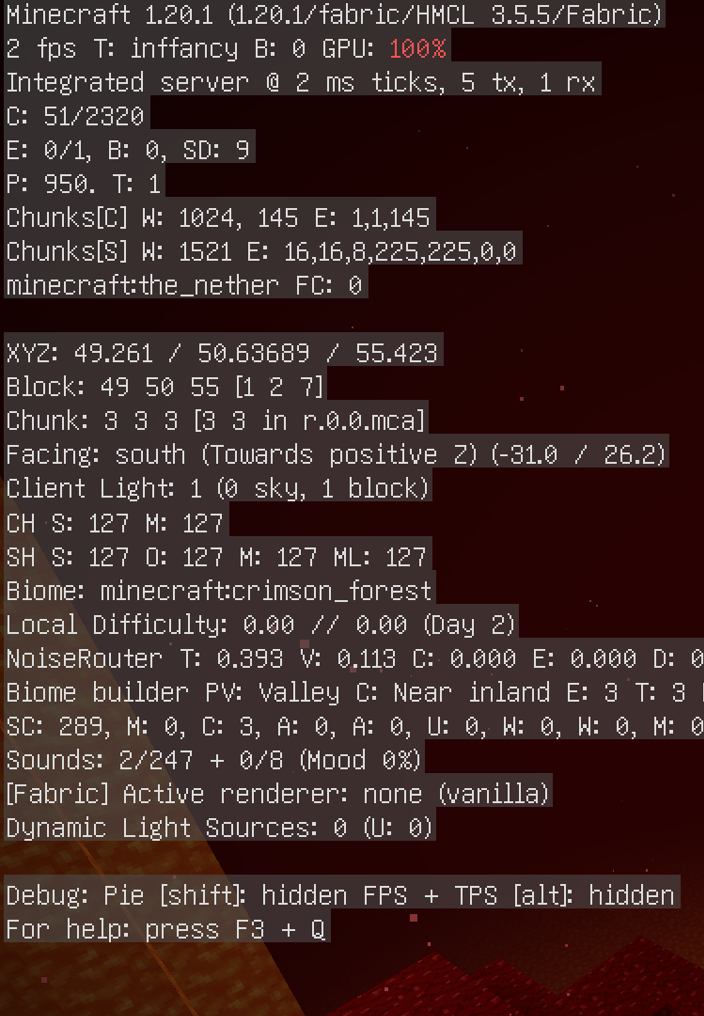 Minecraft 1.20.1 (1.20.1/fabric/HMCL 3.5.5/Fabric)
2 fps T: inffancy B: 0 GPU: 100%
Integrated server @ 2 ms ticks, 5 tx, 1 rx
C: 51/2320
E: 0/1, B: 0, SD: 9
P: 950. T: 1
Chunks[C] W: 1024, 145 E: 1,1,145
Chunks[S] W: 1521 E: 16,16,8,225,225,0,0
minecraft:the_nether FC: 0
XYZ: 49.261 / 50.63689 / 55.423
Block: 49 50 55 [1 2 7]
Chunk: 3 3 3 [3 3 in r.0.0.mca]
Facing: south (Towards positive Z) (-31.0 / 26.2)
Client Light: 1 (0 sky, 1 block)
CH S: 127 M: 127
SH S: 127 O: 127 M: 127 ML: 127
Biome: minecraft:crimson_forest
Local Difficulty: 0.00 // 0.00 (Day 2)
NoiseRouter T: 0.393 V: 0.113 C: 0.000 E: 0.000 D: 0
Biome builder PV: Valley C: Near inland E: 3 T: 3
SC: 289, M: 0, C: 3, A: 0, A: 0, U: 0, W: 0, W: 0, M: 0
Sounds: 2/247 + 0/8 (Mood 0%)
[Fabric] Active renderer: none (vanilla)
Dynamic Light Sources: 0 (U: 0)
Debug: Pie [shift]: hidden FPS + TPS [alt]: hidden
For help: press F3 + Q